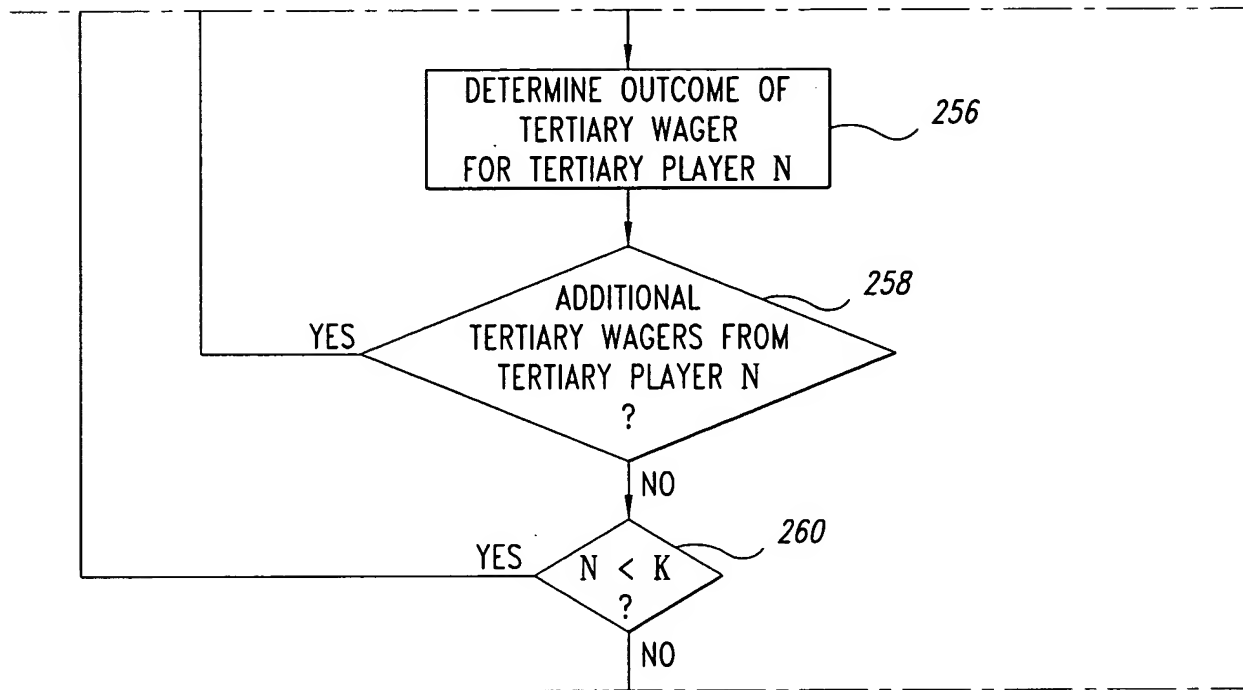 DETERMINE OUTCOME OF
TERTIARY WAGER
FOR TERTIARY PLAYER N
256
258
ADDITIONAL
TERTIARY WAGERS FROM
TERTIARY PLAYER N
?
YES
NO
260
YES
N < K
?
NO